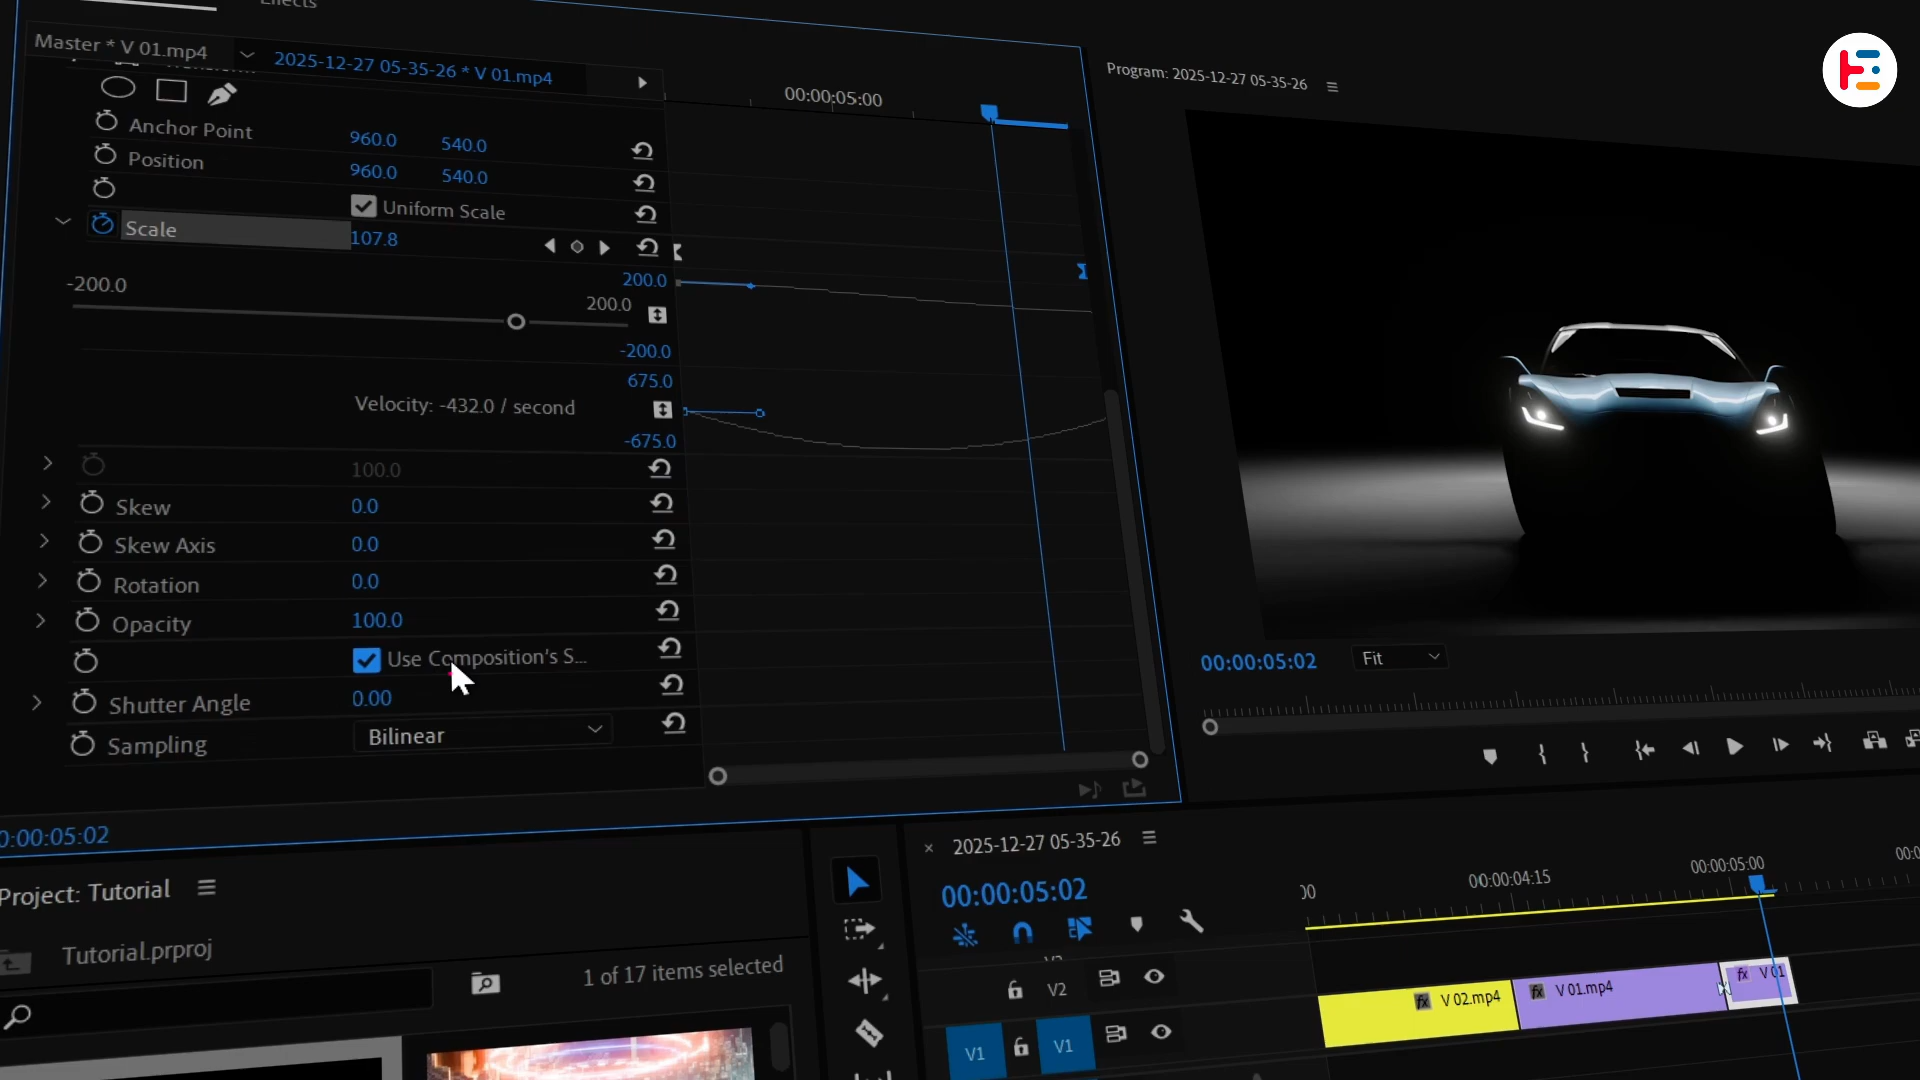 Effects
Master * V 01.mp4
2025-12-27 05-35-26 * V 01.mp4
00:00:05:00
Anchor Point 960.0 540.0
Position 960.0 540.0
Uniform Scale
Scale 107.8
200.0
-200.0 200.0
-200.0
675.0
Velocity: -432.0 / second
-675.0
100.0
Skew 0.0
Skew Axis 0.0
Rotation 0.0
Opacity 100.0
Use Composition's S...
Shutter Angle 0.00
Sampling Bilinear
0:00:05:02
Program: 2025-12-27 05-35-26
00:00:05:02 Fit
Project: Tutorial
Tutorial.prproj
1 of 17 items selected
× 2025-12-27 05-35-26
00:00:05:02
00 00:00:04:15 00:00:05:00 00:0
V2
V1 V1
fx V 02.mp4 fx V 01.mp4 fx V 01